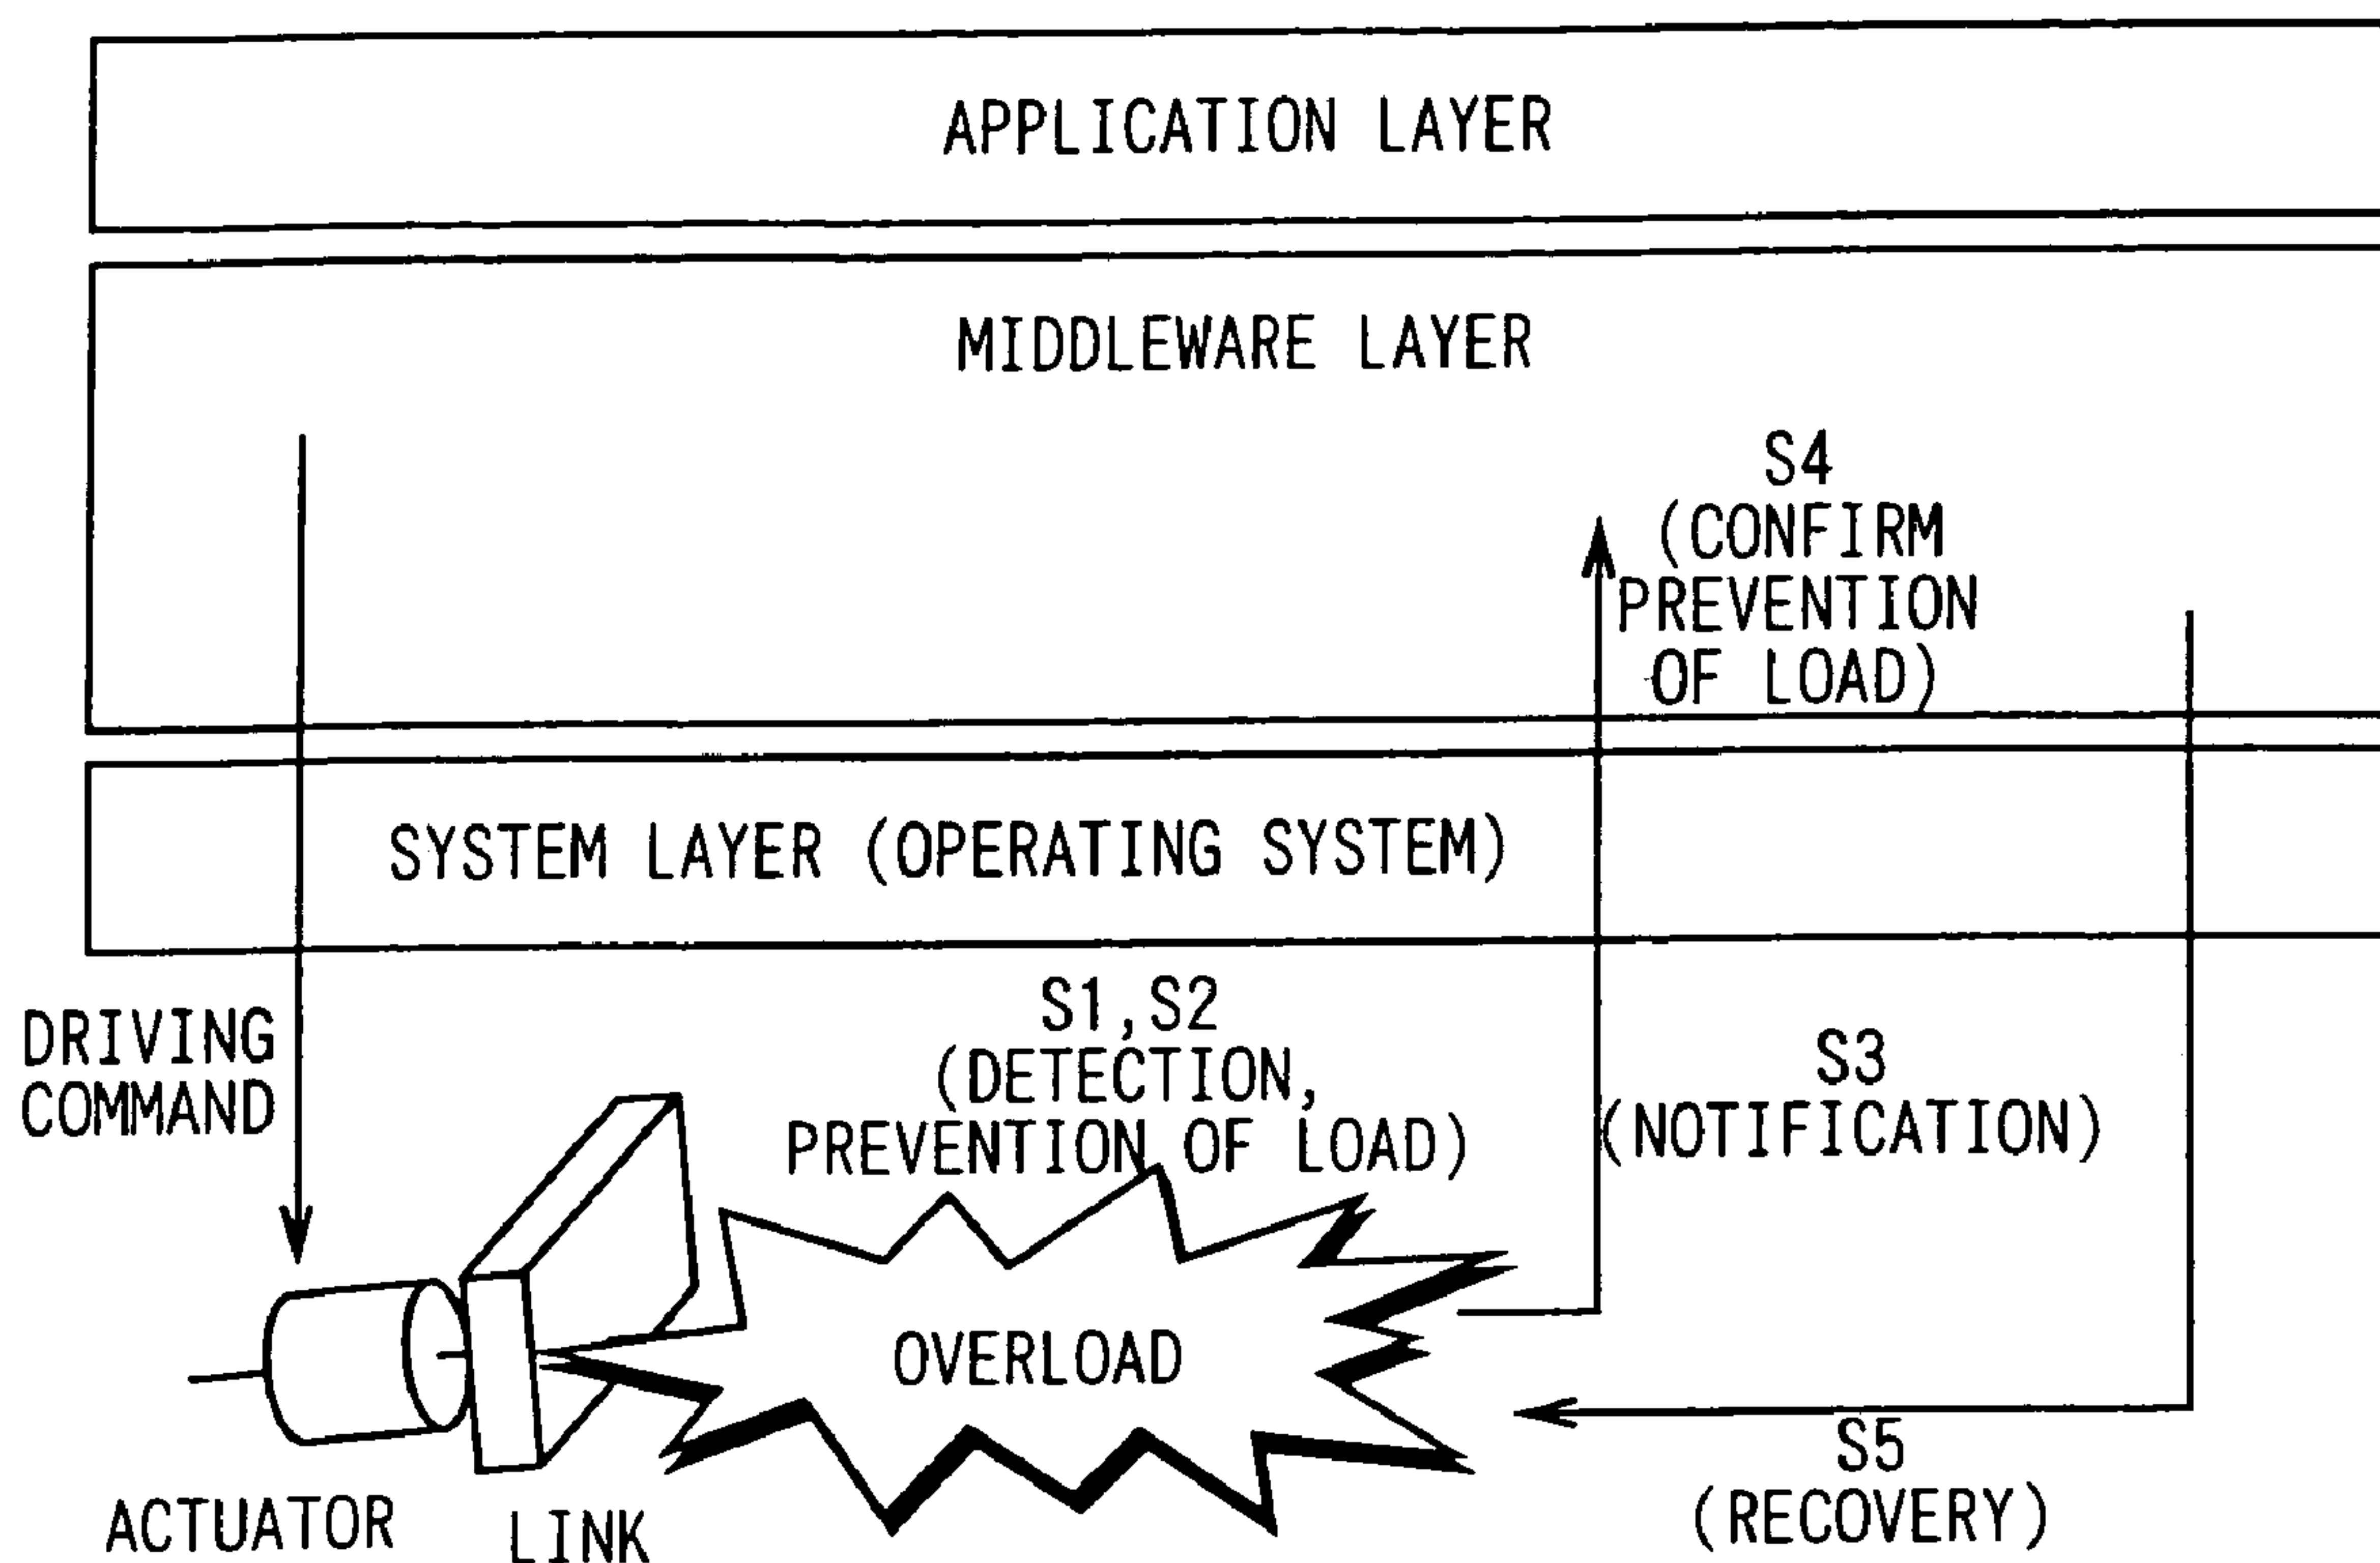 APPLICATION LAYER
MIDDLEWARE LAYER
S4
(CONFIRM
PREVENTION
OF LOAD)
SYSTEM LAYER (OPERATING SYSTEM)
DRIVING
COMMAND
S1,S2
(DETECTION,
PREVENTION OF LOAD)
S3
(NOTIFICATION)
OVERLOAD
S5
(RECOVERY)
ACTUATOR
LINK